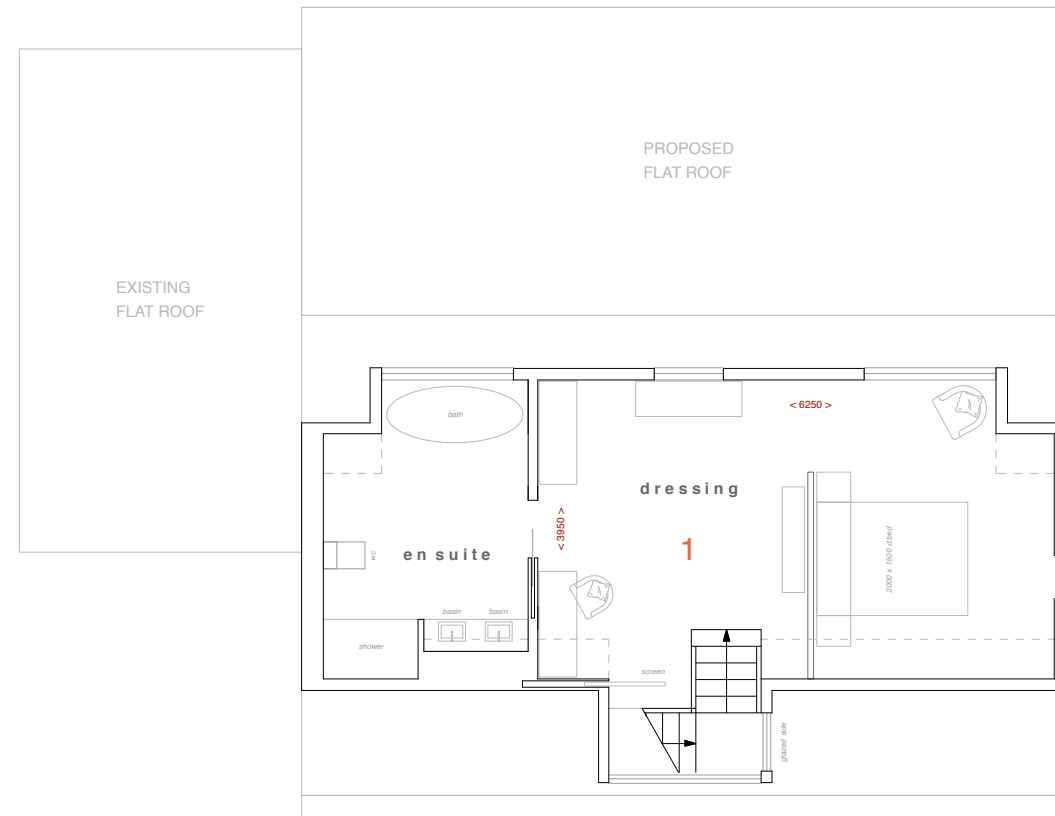 PROPOSED
FLAT ROOF
EXISTING
FLAT ROOF
bath
< 6250 >
dressing
< 3950 >
1
en suite
wc
2000 x 1500 d.bed
basin basin
shower
screen
glazed side